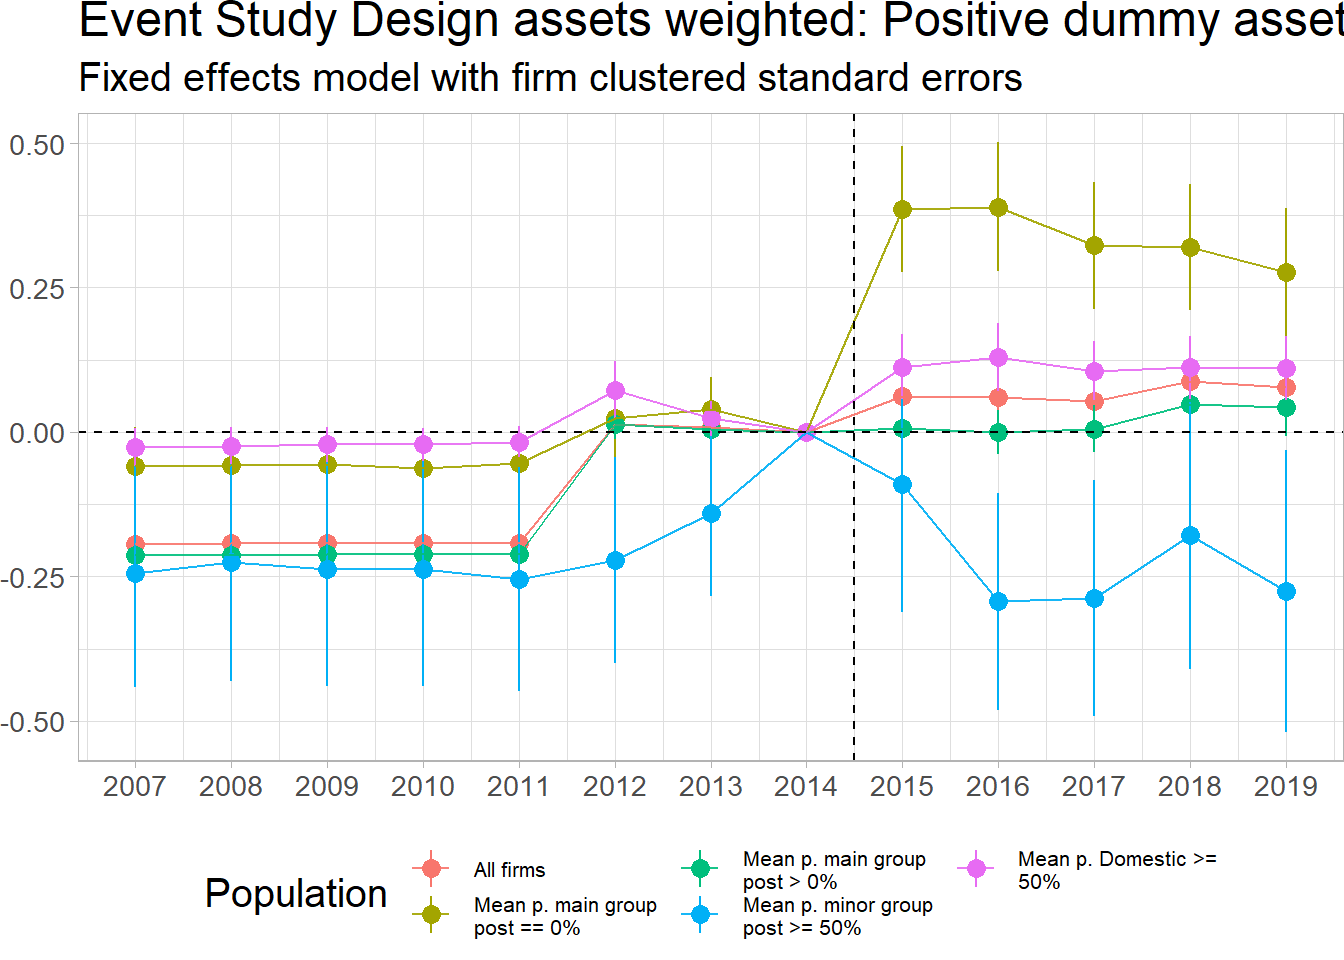 Event Study Design assets weighted: Positive dummy asset
Fixed effects model with firm clustered standard errors
0.50
0.25
0.00
-0.25
-0.50
2007 2008 2009 2010 2011 2012 2013 2014 2015 2016 2017 2018 2019
Population
All firms
Mean p. main group
post == 0%
Mean p. main group
post > 0%
Mean p. minor group
post >= 50%
Mean p. Domestic >=
50%